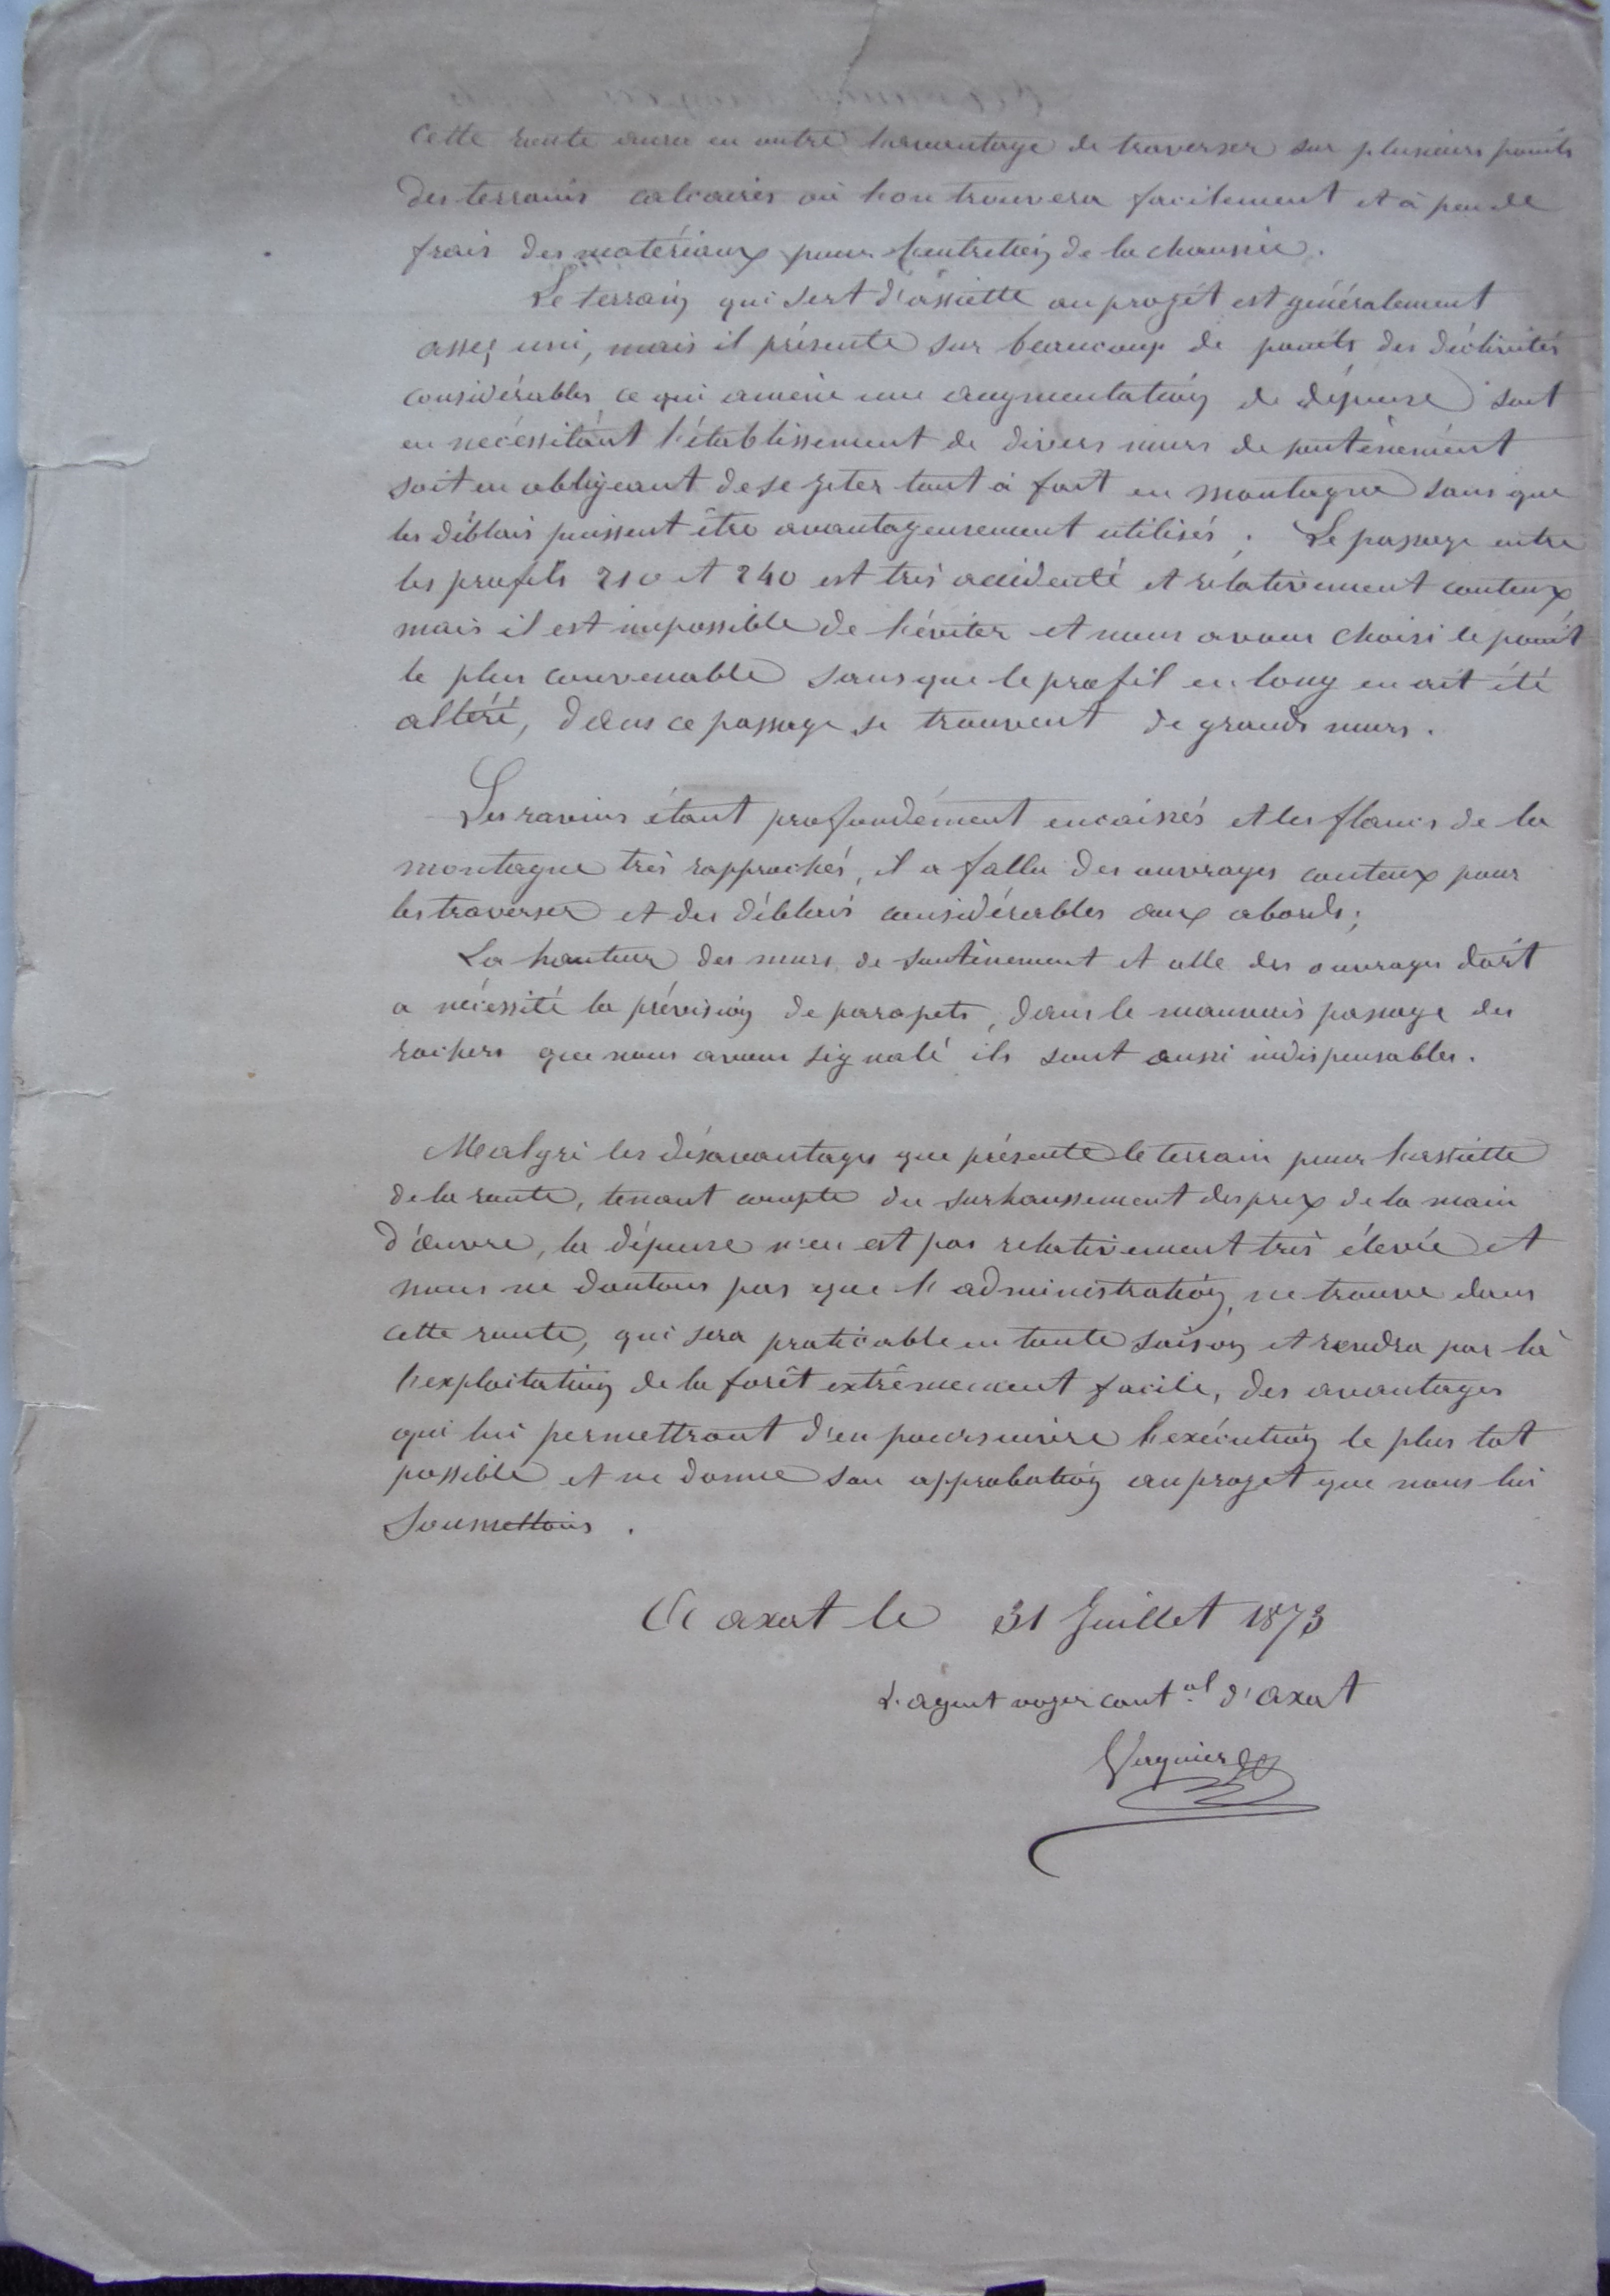 Cette route aura en outre l'avantage de traverser sur plusieurs points
des terrains calcaires où l'on trouvera facilement et à peu de
frais des matériaux pour l'entretien de la chaussée.
Le terrain qui sert d'assiette au projet est généralement
assez uni, mais il présente sur beaucoup de points des déclivités
considérables ce qui amène une augmentation de dépense soit
en nécessitant l'établissement de divers murs de soutènement
soit en obligeant de se jeter tout à fait en montagne sans que
les déblais puissent être avantageusement utilisés. Le passage entre
les profils 210 et 240 est très accidenté et relativement couteux
mais il est impossible de l'éviter et nous avons choisi le point
le plus convenable sans que le profil en long en ait été
altéré, dans ce passage se trouvent de grands murs.
Les ravins étant profondément encaissés et les flancs de la
montagne très rapprochés, il a fallu des ouvrages couteux pour
les traverser et des déblais considérables aux abords;
La hauteur des murs de soutènement et celle des ouvrages d'art
a nécessité la prévision de parapets, dans le mauvais passage des
rochers que nous avons signalé ils sont aussi indispensables.
Malgré les désavantages que présente le terrain pour l'assiette
de la route, tenant compte du surhaussement des prix de la main
d'œuvre, la dépense n'en est pas relativement très élevée et
nous ne doutons pas que l'administration, ne trouve dans
cette route, qui sera praticable en toute saison et rendra par là
l'exploitation de la forêt extrêmement facile, des avantages
qui lui permettront d'en poursuivre l'exécution le plus tot
possible et ne donne son approbation au projet que nous lui
soumettons.
A axat le 31 Juillet 1873
L'agent voyer cant.al d'axat
Vergnier